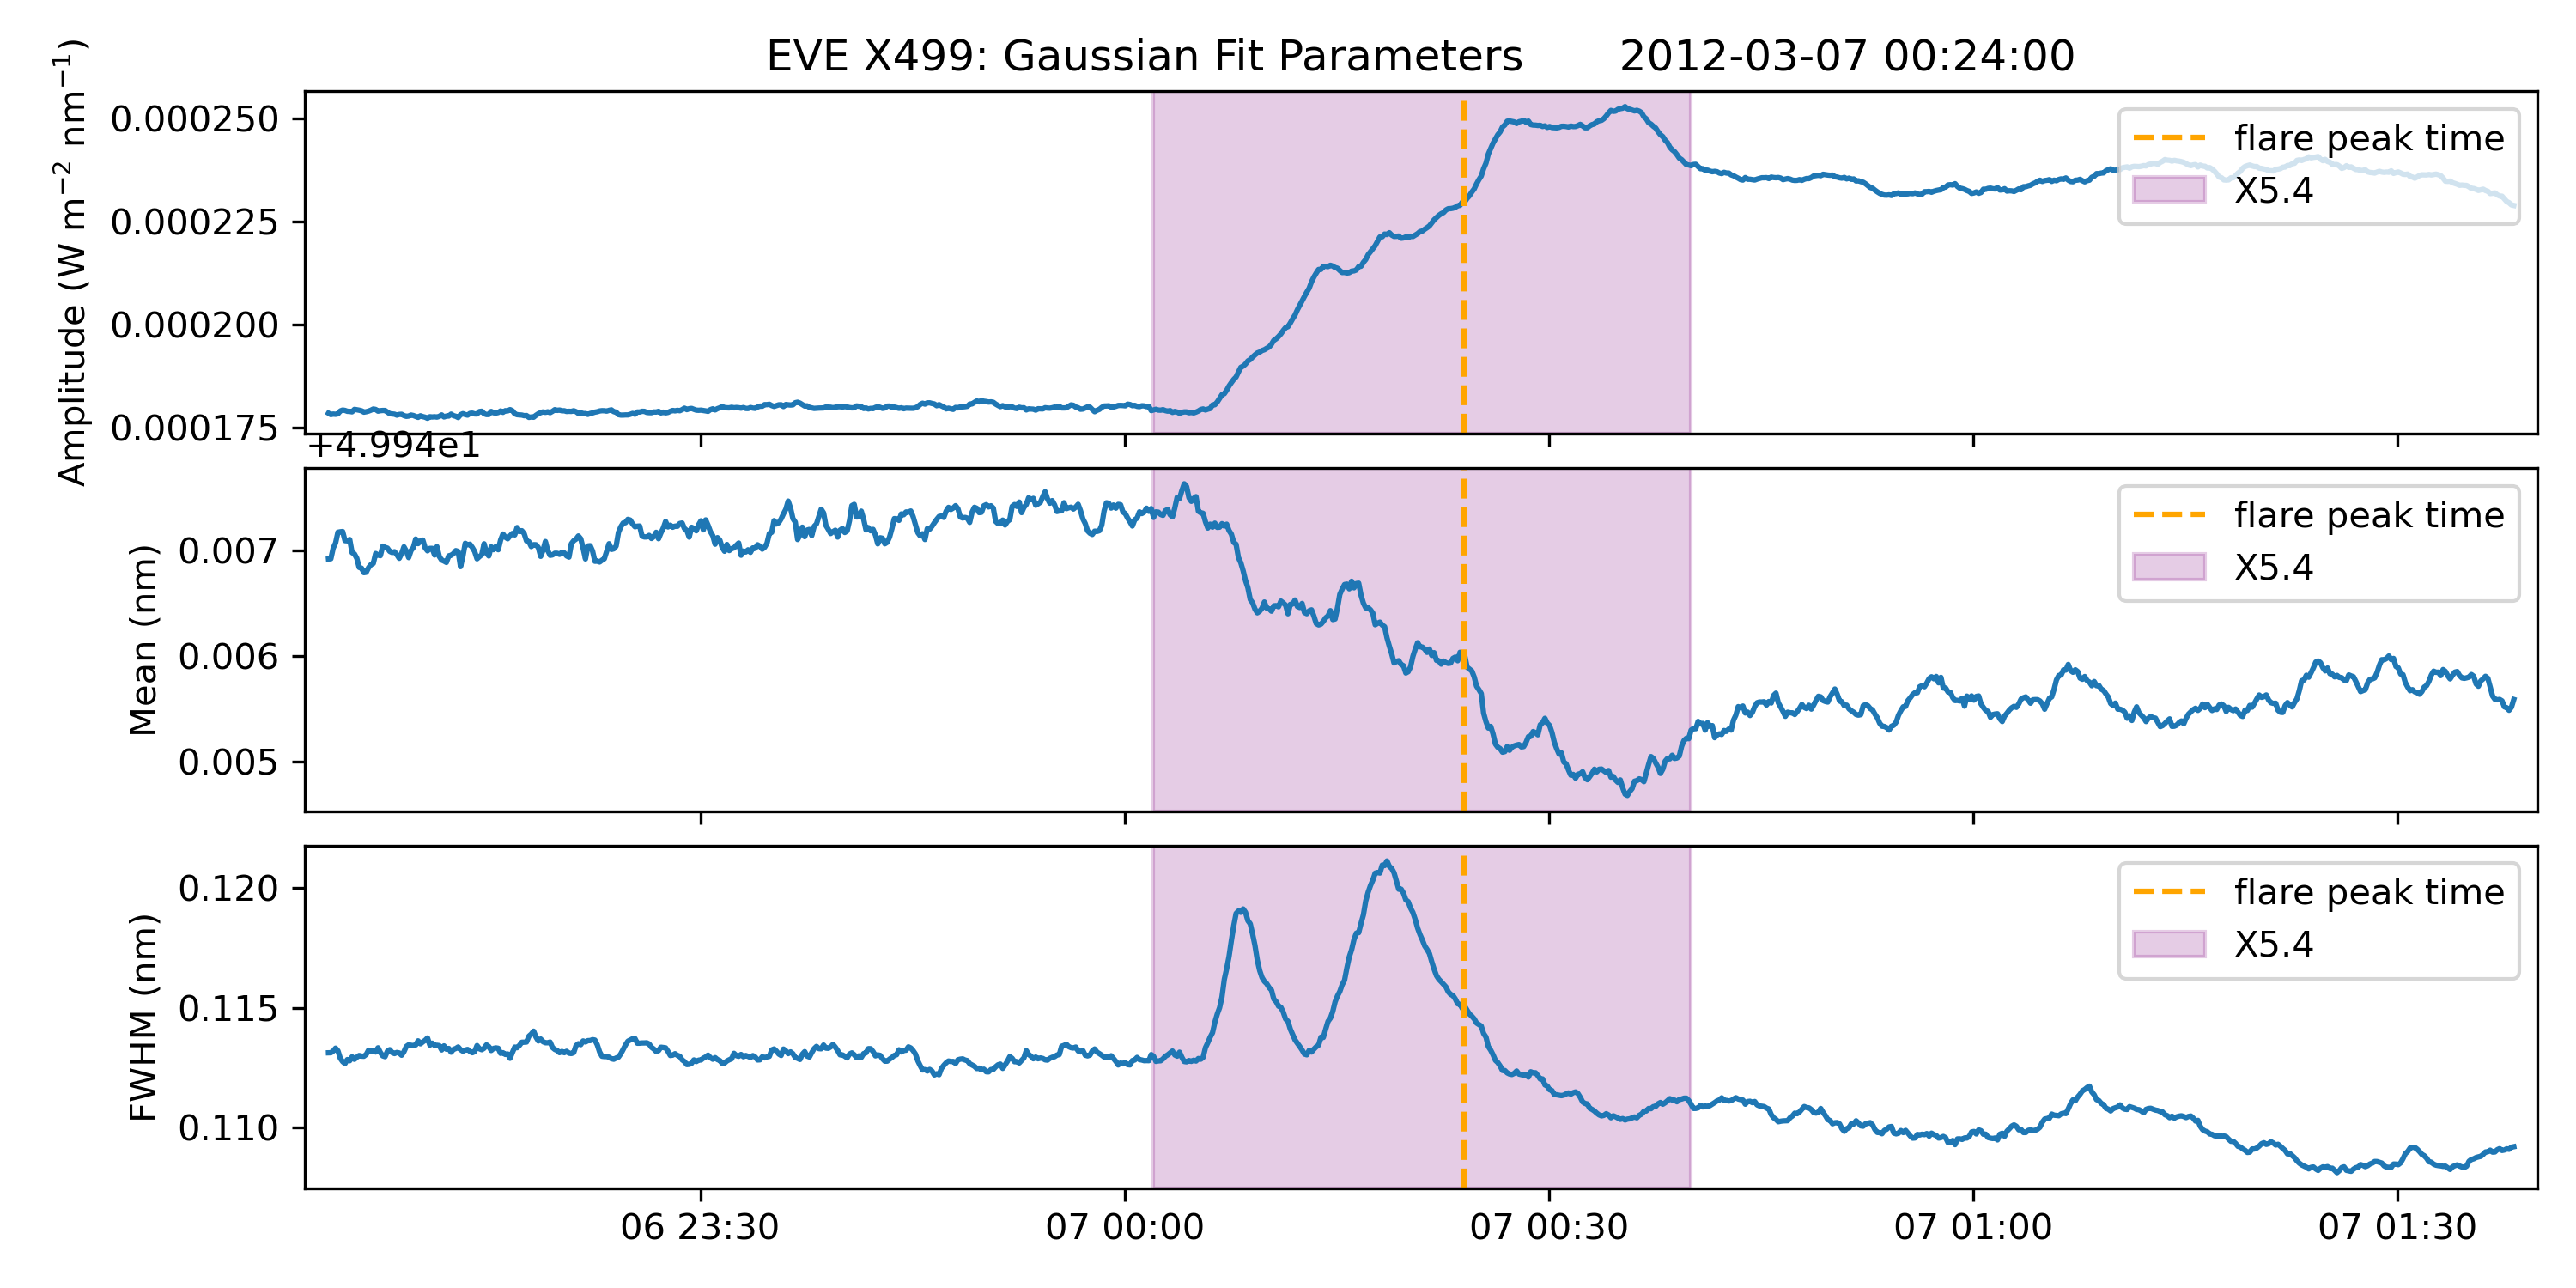 EVE X499: Gaussian Fit Parameters 2012-03-07 00:24:00
Amplitude (W m⁻² nm⁻¹)
0.000250
0.000225
0.000200
0.000175
flare peak time
X5.4
+4.994e1
Mean (nm)
0.007
0.006
0.005
flare peak time
X5.4
FWHM (nm)
0.120
0.115
0.110
flare peak time
X5.4
06 23:30 07 00:00 07 00:30 07 01:00 07 01:30